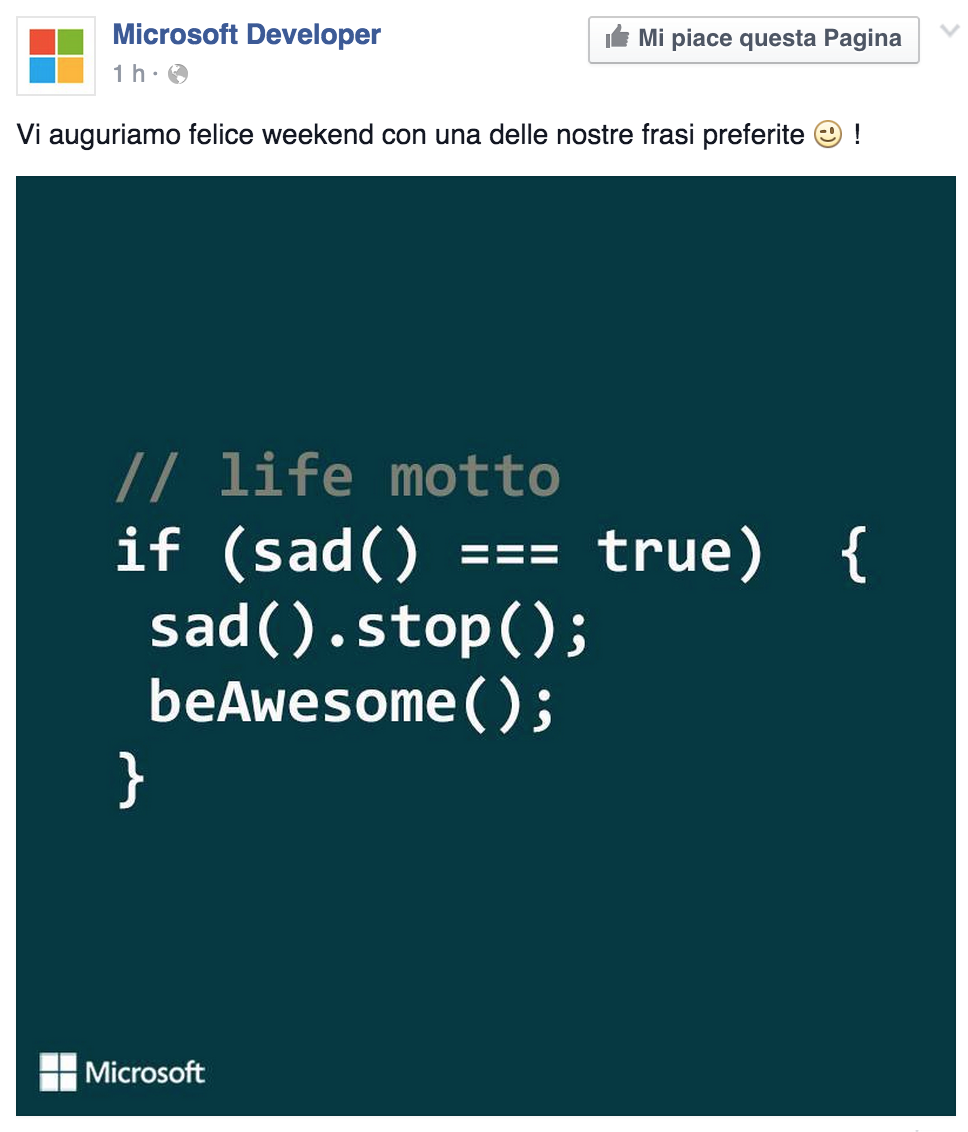 Microsoft Developer
Mi piace questa Pagina
1 h ·
Vi auguriamo felice weekend con una delle nostre frasi preferite 😉 !
// life motto
if (sad() === true) {
sad().stop();
beAwesome();
}
Microsoft